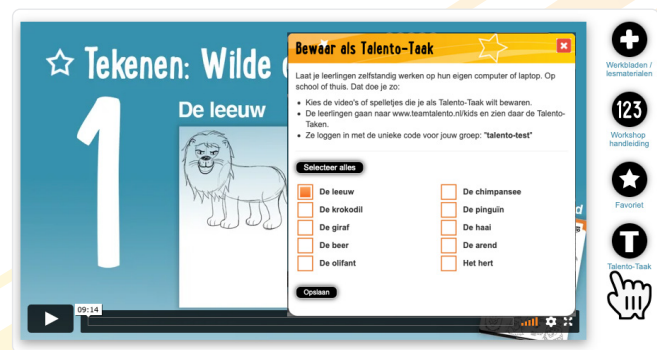 Tekenen: Wilde
1
De leeuw
Bewaar als Talento-Taak
Laat je leerlingen zelfstandig werken op hun eigen computer of laptop. Op
school of thuis. Dat doe je zo:
• Kies de video's of spelletjes die je als Talento-Taak wilt bewaren.
• De leerlingen gaan naar www.teamtalento.nl/kids en zien daar de Talento-
Taken.
• Ze loggen in met de unieke code voor jouw groep: "talento-test"
Selecteer alles
De leeuw
De krokodil
De giraf
De beer
De olifant
De chimpansee
De pinguïn
De haai
De arend
Het hert
Opslaan
09:14
Werkbladen /
lesmaterialen
123
Workshop
handleiding
Favoriet
T
Talento-Taak